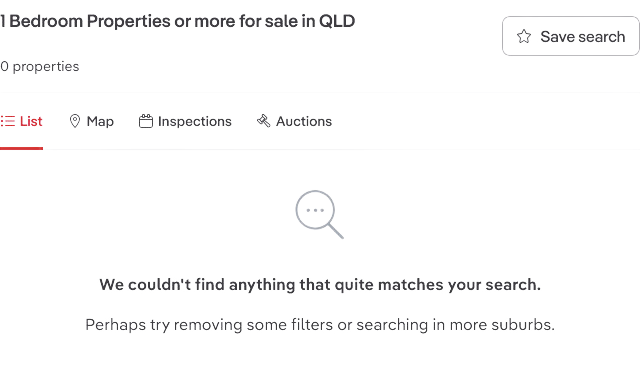 1 Bedroom Properties or more for sale in QLD
Save search
0 properties
List
Map
Inspections
Auctions
We couldn't find anything that quite matches your search.
Perhaps try removing some filters or searching in more suburbs.